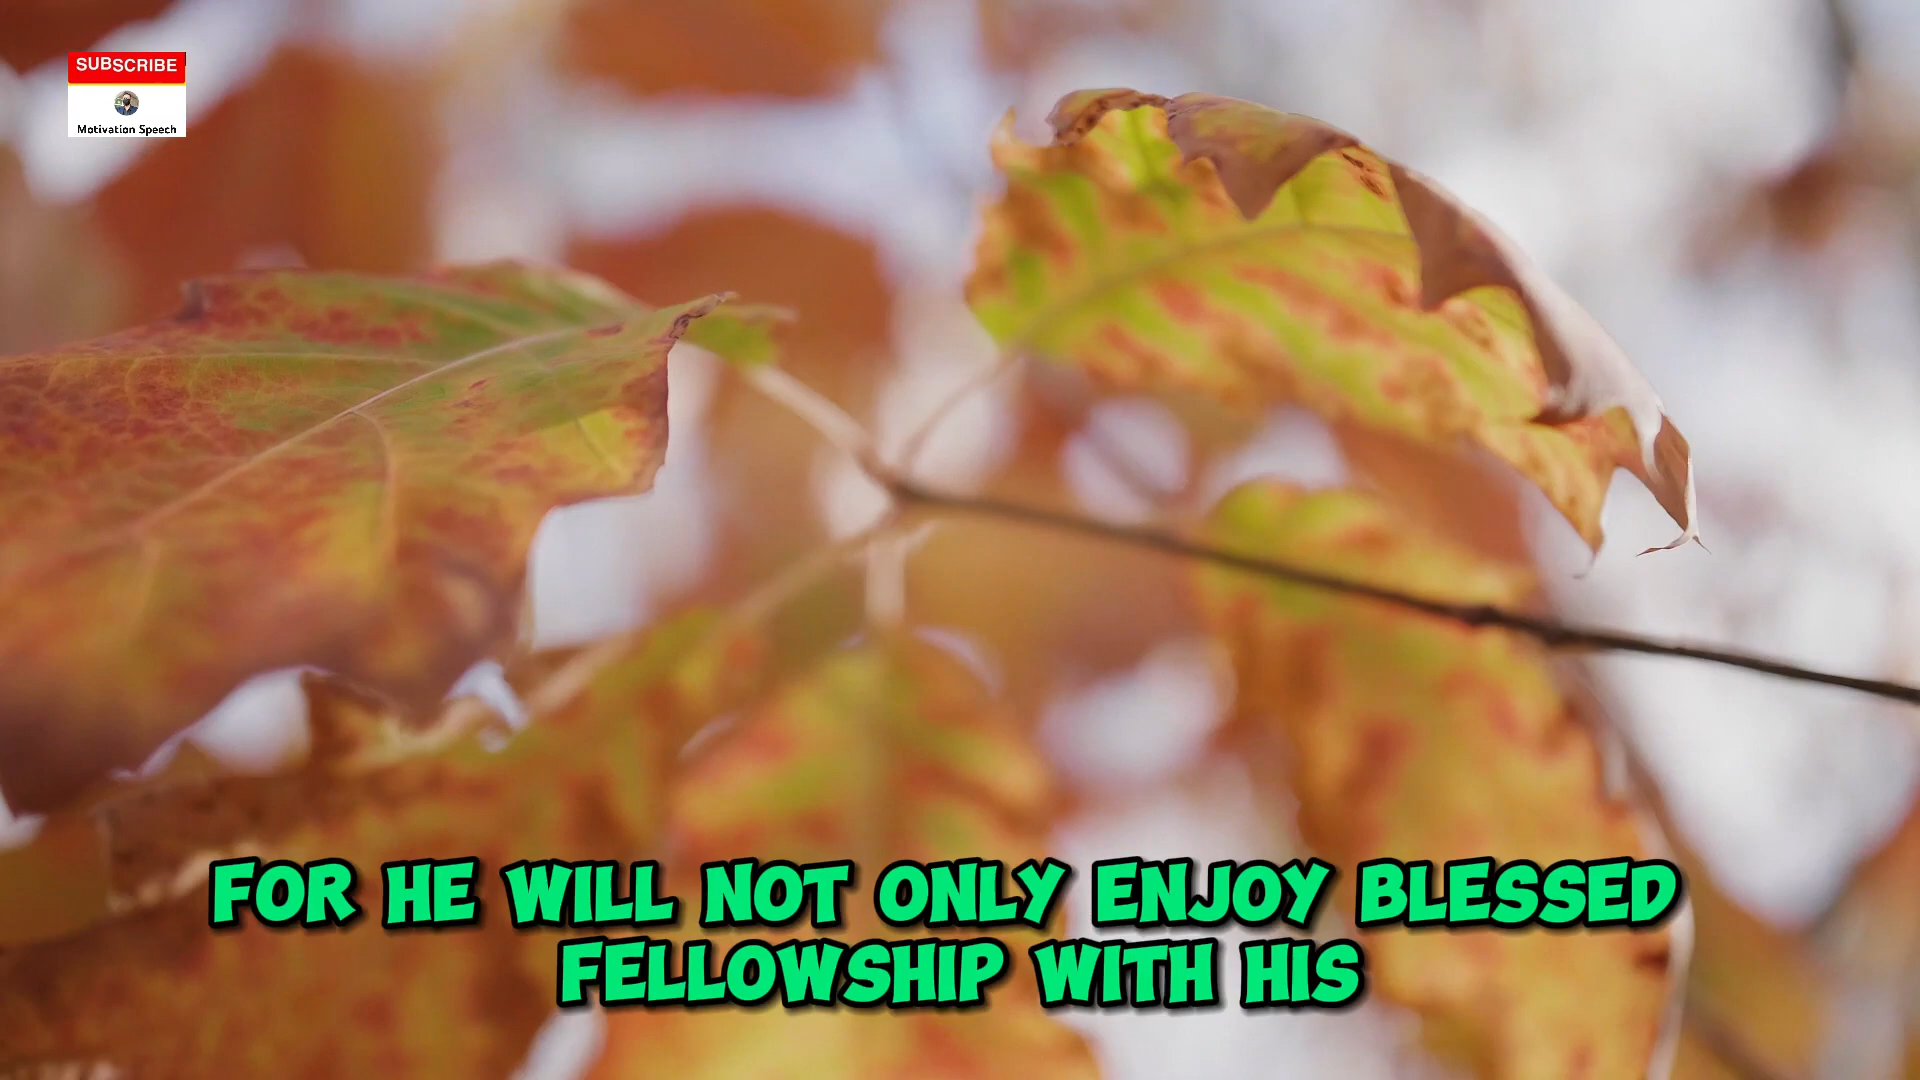 SUBSCRIBE
Motivation Speech
FOR HE WILL NOT ONLY ENJOY BLESSED
FELLOWSHIP WITH HIS